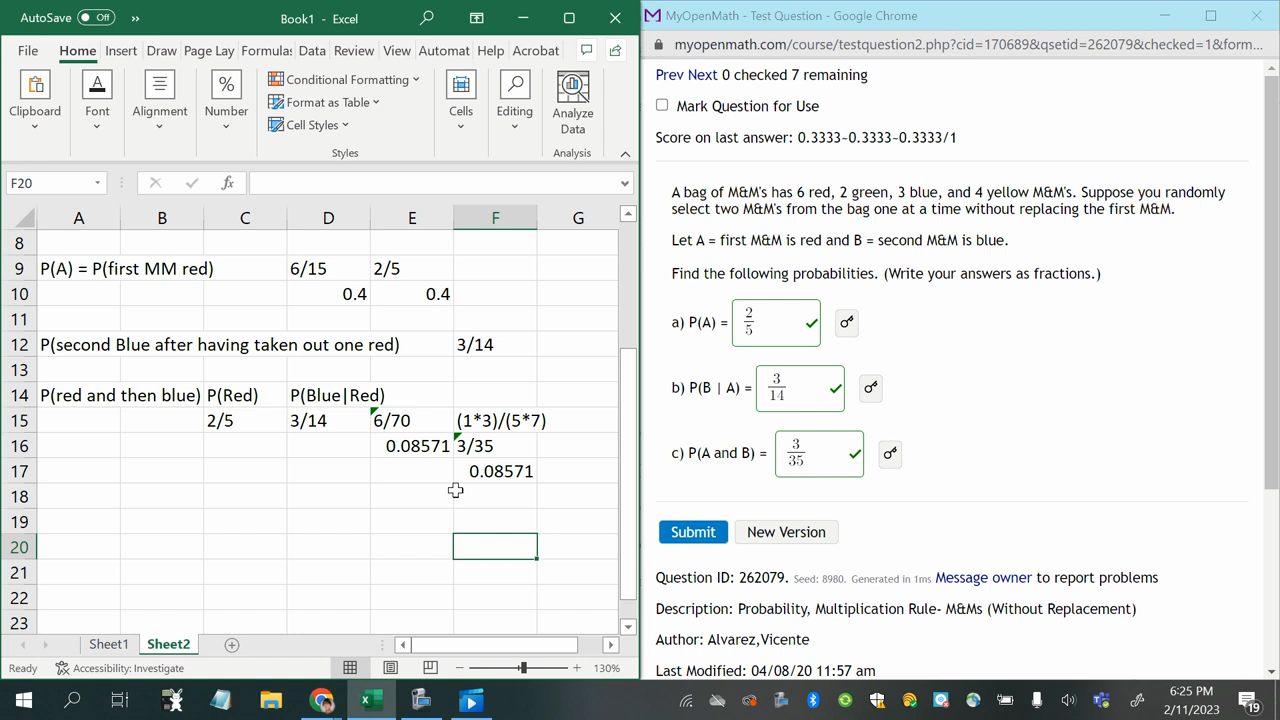 AutoSave Off » Book1 - Excel
File Home Insert Draw Page Lay Formulas Data Review View Automat Help Acrobat
Clipboard Font Alignment Number
Conditional Formatting
Format as Table
Cell Styles
Styles
Cells Editing Analyze Data
Analysis
F20 fx
A B C D E F G
8
9 P(A) = P(first MM red) 6/15 2/5
10 0.4 0.4
11
12 P(second Blue after having taken out one red) 3/14
13
14 P(red and then blue) P(Red) P(Blue|Red)
15 2/5 3/14 6/70 (1*3)/(5*7)
16 0.08571 3/35
17 0.08571
18
19
20
21
22
23
Sheet1 Sheet2
Ready Accessibility: Investigate 130%
MyOpenMath - Test Question - Google Chrome
myopenmath.com/course/testquestion2.php?cid=170689&qsetid=262079&checked=1&form...
Prev Next 0 checked 7 remaining
Mark Question for Use
Score on last answer: 0.3333~0.3333~0.3333/1
A bag of M&M's has 6 red, 2 green, 3 blue, and 4 yellow M&M's. Suppose you randomly
select two M&M's from the bag one at a time without replacing the first M&M.
Let A = first M&M is red and B = second M&M is blue.
Find the following probabilities. (Write your answers as fractions.)
a) P(A) = 2/5
b) P(B | A) = 3/14
c) P(A and B) = 3/35
Submit New Version
Question ID: 262079. Seed: 8980. Generated in 1ms Message owner to report problems
Description: Probability, Multiplication Rule- M&Ms (Without Replacement)
Author: Alvarez,Vicente
Last Modified: 04/08/20 11:57 am
6:25 PM
2/11/2023
19